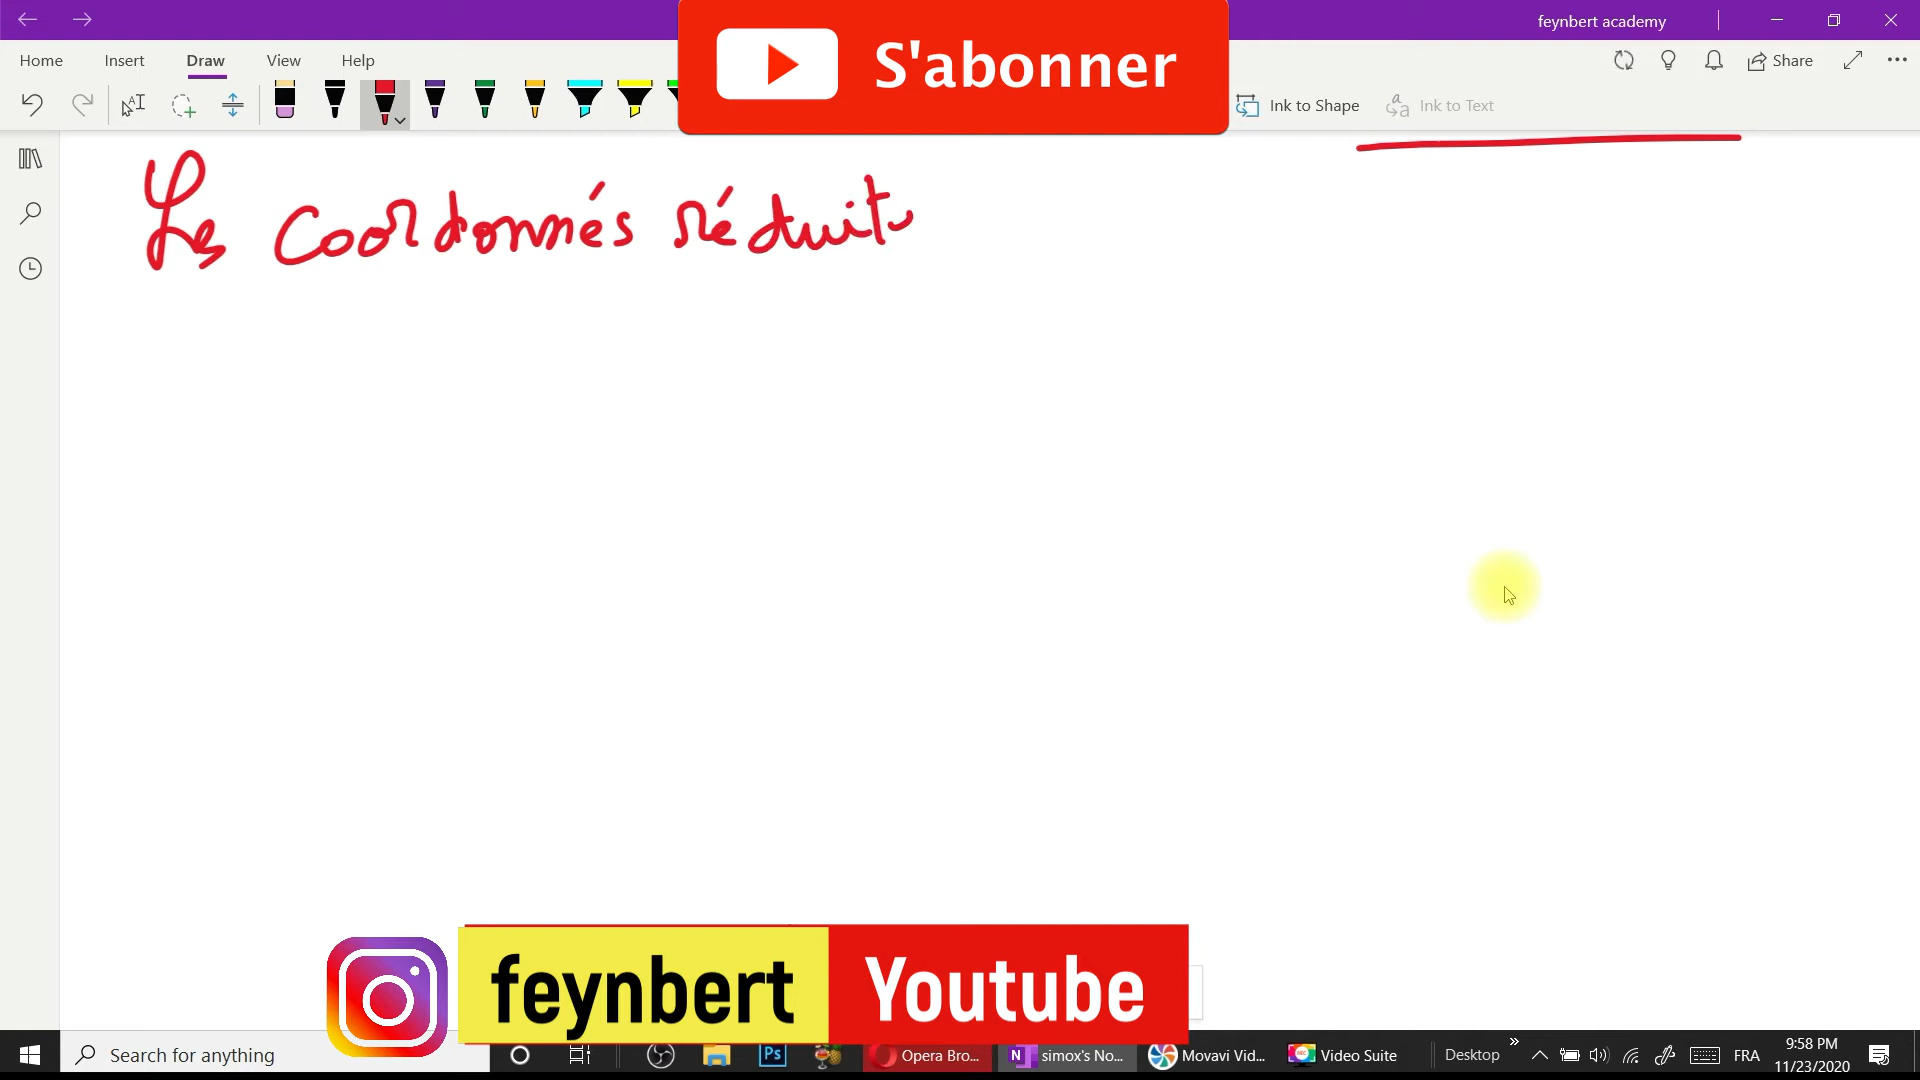 feynbert academy
S'abonner
Home Insert Draw View Help
Share
Ink to Shape
Ink to Text
Les coordonnés réduits
feynbert Youtube
Search for anything
Ps
Opera Bro...
N simox's No...
Movavi Vid...
Video Suite
Desktop
FRA
9:58 PM
11/23/2020